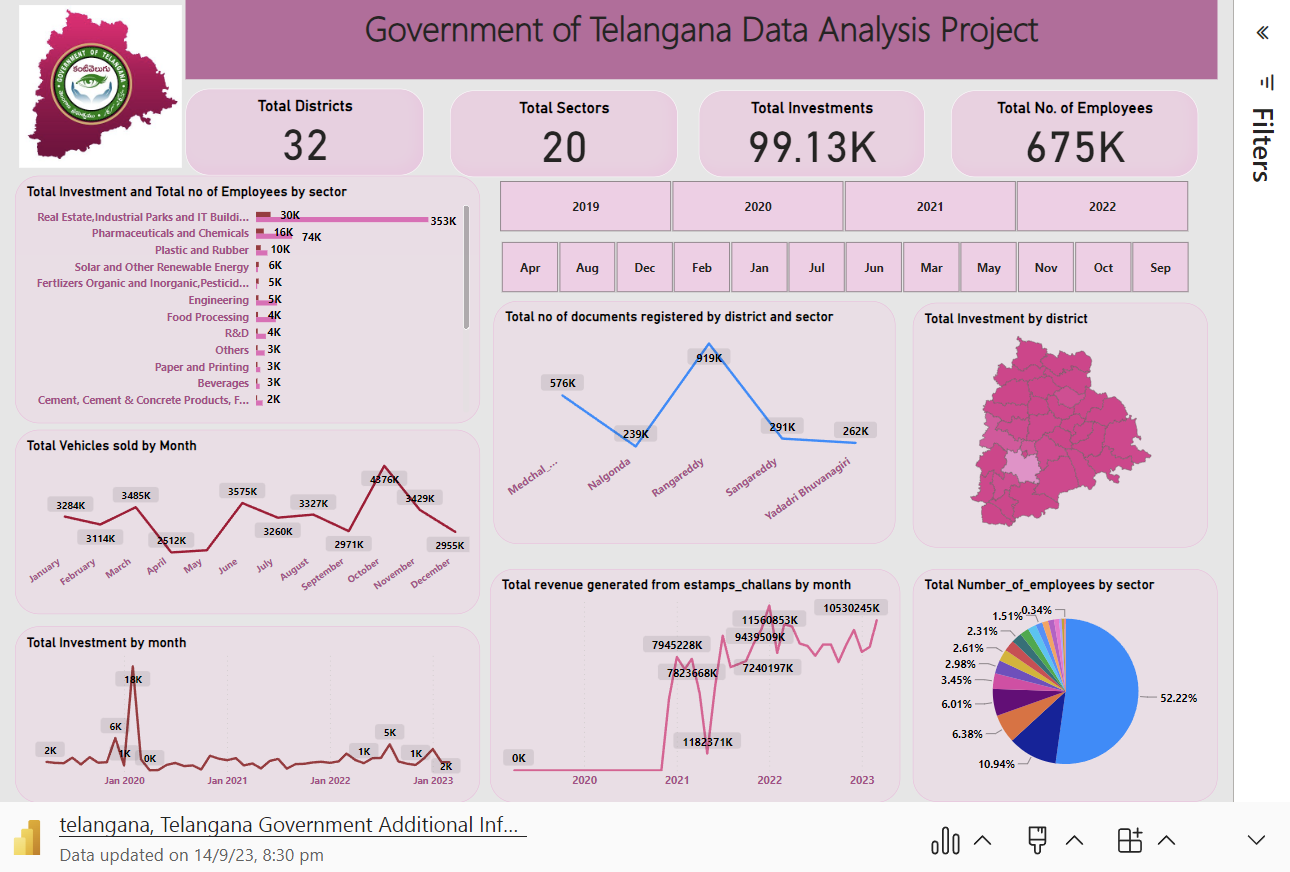 Government of Telangana Data Analysis Project
GOVERNMENT OF TELANGANA
కంటి వెలుగు
Total Districts
32
Total Sectors
20
Total Investments
99.13K
Total No. of Employees
675K
«
Filters
Total Investment and Total no of Employees by sector
Real Estate,Industrial Parks and IT Buildi... 30K 353K
Pharmaceuticals and Chemicals 16K 74K
Plastic and Rubber 10K
Solar and Other Renewable Energy 6K
Fertlizers Organic and Inorganic,Pesticid... 5K
Engineering 5K
Food Processing 4K
R&D 4K
Others 3K
Paper and Printing 3K
Beverages 3K
Cement, Cement & Concrete Products, F... 2K
2019 2020 2021 2022
Apr Aug Dec Feb Jan Jul Jun Mar May Nov Oct Sep
Total no of documents registered by district and sector
576K 239K 919K 291K 262K
Medchal ... Nalgonda Rangareddy Sangareddy Yadadri Bhuvanagiri
Total Investment by district
Total Vehicles sold by Month
3284K 3114K 3485K 2512K 3575K 3260K 3327K 2971K 4376K 3429K 2955K
January February March April May June July August September October November December
Total Investment by month
2K 6K 1K 18K 0K 1K 5K 1K 2K
Jan 2020 Jan 2021 Jan 2022 Jan 2023
Total revenue generated from estamps_challans by month
0K 7945228K 7823668K 1182371K 9439509K 11560853K 7240197K 10530245K
2020 2021 2022 2023
Total Number_of_employees by sector
0.34%
1.51%
2.31%
2.61%
2.98%
3.45%
6.01%
6.38%
10.94%
52.22%
telangana, Telangana Government Additional Inf...
Data updated on 14/9/23, 8:30 pm